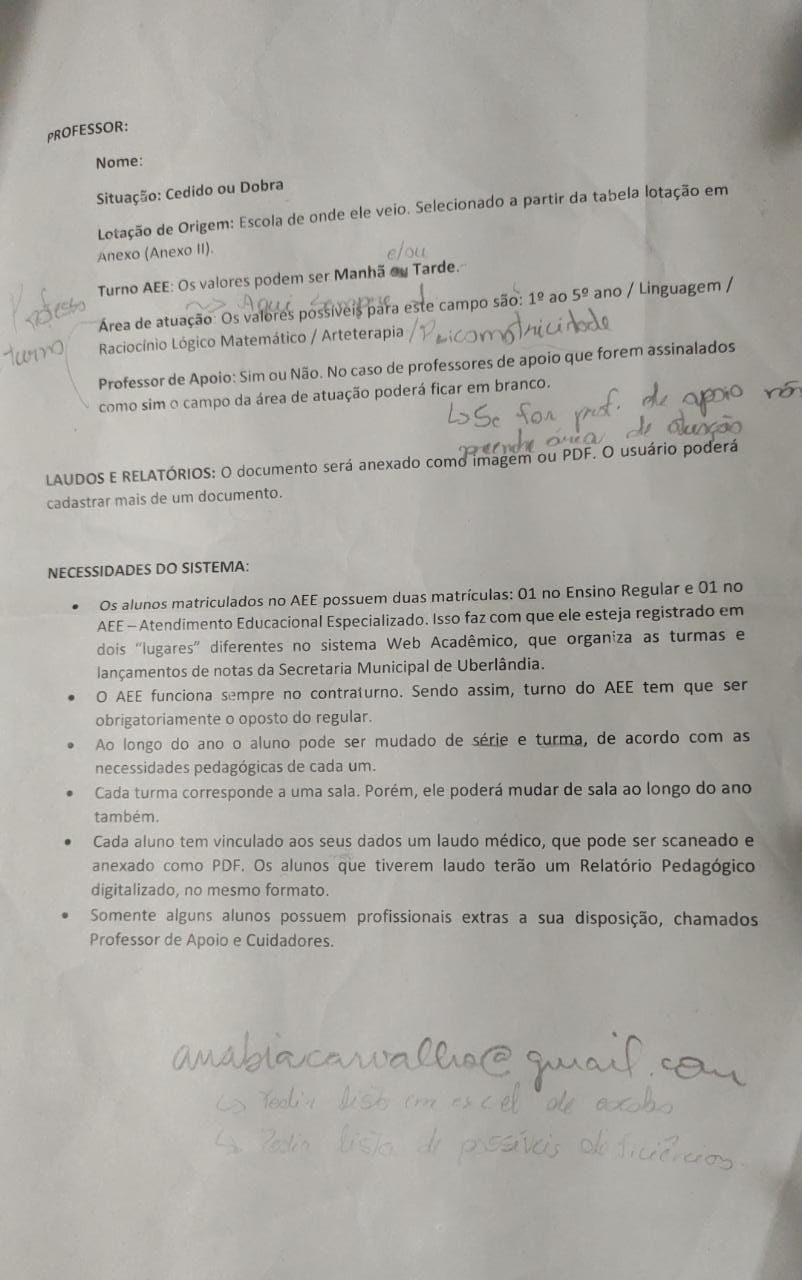 PROFESSOR:
Nome:
Situação: Cedido ou Dobra
Lotação de Origem: Escola de onde ele veio. Selecionado a partir da tabela lotação em
Anexo (Anexo II).
e/ou
Turno AEE: Os valores podem ser Manhã ou Tarde.
Área de atuação: Os valores possíveis para este campo são: 1º ao 5º ano / Linguagem /
Raciocínio Lógico Matemático / Arteterapia / Psicomotricidade
turno
Professor de Apoio: Sim ou Não. No caso de professores de apoio que forem assinalados
como sim o campo da área de atuação poderá ficar em branco.
↳ Se for prof. de apoio não
área de atuação
LAUDOS E RELATÓRIOS: O documento será anexado como imagem ou PDF. O usuário poderá
cadastrar mais de um documento.
NECESSIDADES DO SISTEMA:
• Os alunos matriculados no AEE possuem duas matrículas: 01 no Ensino Regular e 01 no
AEE – Atendimento Educacional Especializado. Isso faz com que ele esteja registrado em
dois “lugares” diferentes no sistema Web Acadêmico, que organiza as turmas e
lançamentos de notas da Secretaria Municipal de Uberlândia.
• O AEE funciona sempre no contraturno. Sendo assim, turno do AEE tem que ser
obrigatoriamente o oposto do regular.
• Ao longo do ano o aluno pode ser mudado de série e turma, de acordo com as
necessidades pedagógicas de cada um.
• Cada turma corresponde a uma sala. Porém, ele poderá mudar de sala ao longo do ano
também.
• Cada aluno tem vinculado aos seus dados um laudo médico, que pode ser scaneado e
anexado como PDF. Os alunos que tiverem laudo terão um Relatório Pedagógico
digitalizado, no mesmo formato.
• Somente alguns alunos possuem profissionais extras a sua disposição, chamados
Professor de Apoio e Cuidadores.
anabiacarvalho@gmail.com
↳ Pedir lista em excel de escolas
↳ Pedir lista de possíveis deficiências.